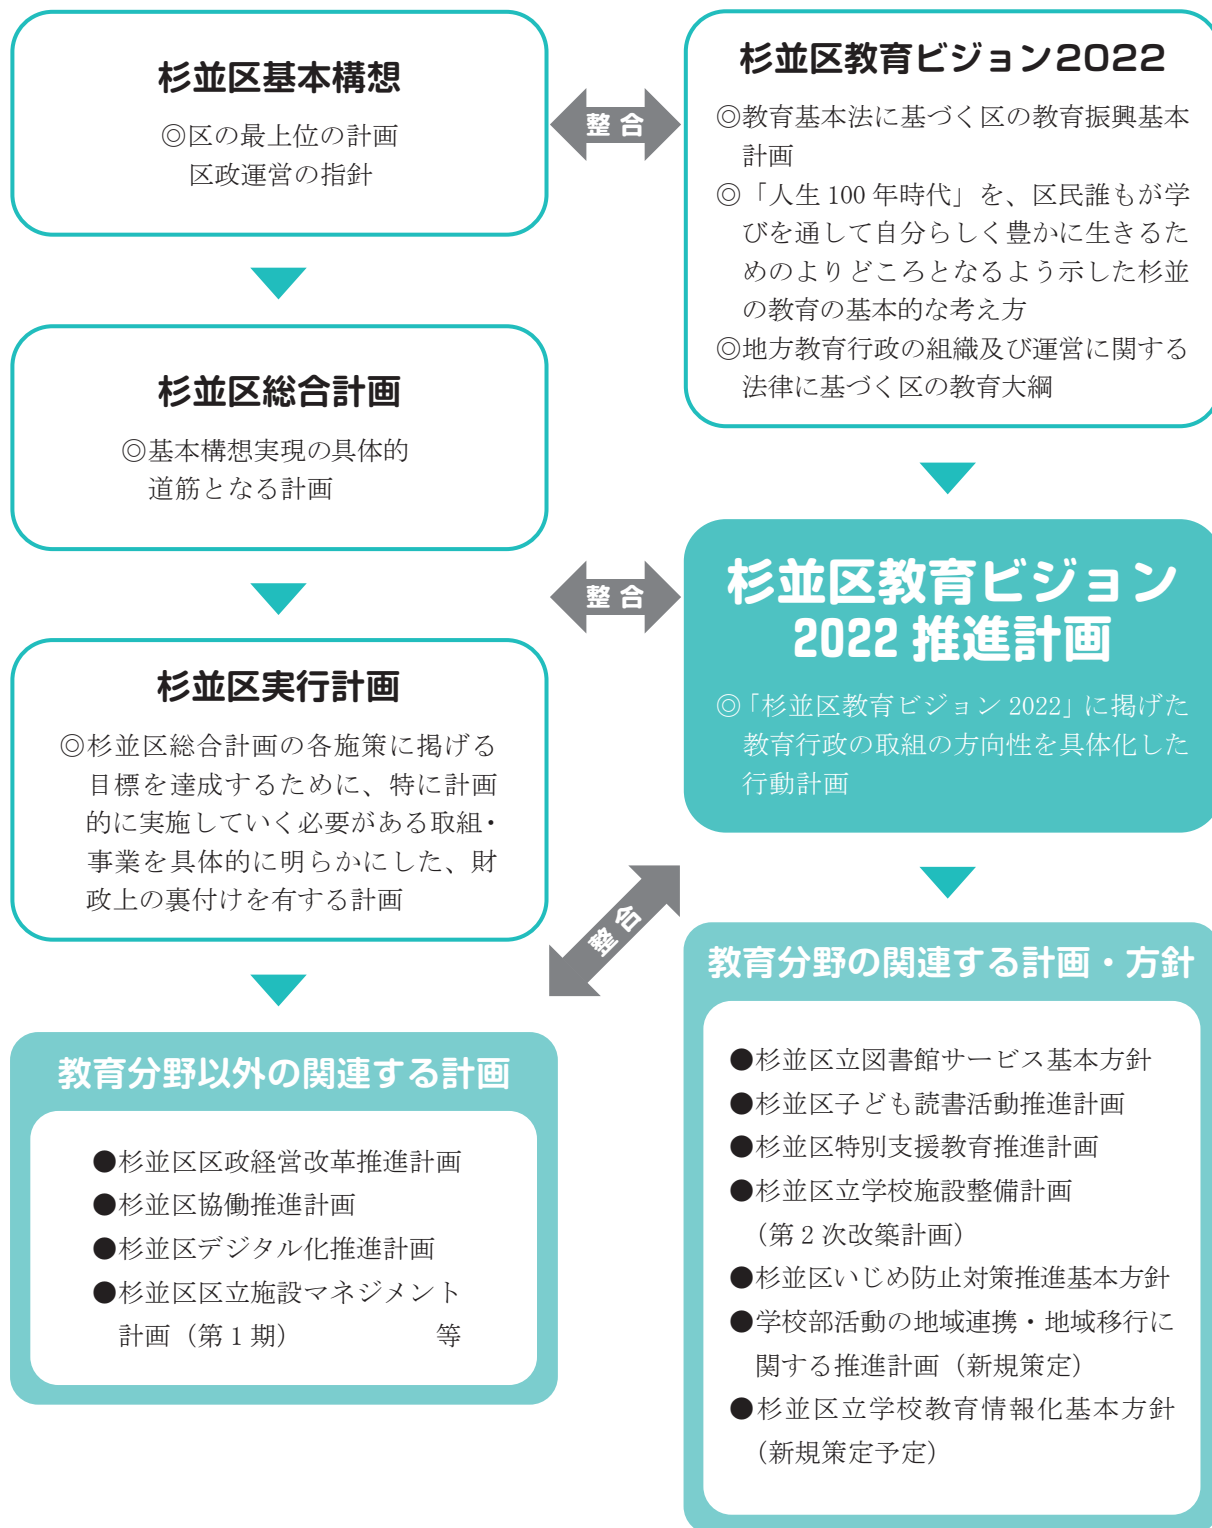 杉並区基本構想
◎区の最上位の計画
区政運営の指針
整合
杉並区教育ビジョン2022
◎教育基本法に基づく区の教育振興基本
計画
◎「人生100年時代」を、区民誰もが学
びを通して自分らしく豊かに生きるた
めのよりどころとなるよう示した杉並
の教育の基本的な考え方
◎地方教育行政の組織及び運営に関する
法律に基づく区の教育大綱
杉並区総合計画
◎基本構想実現の具体的
道筋となる計画
整合
杉並区教育ビジョン
2022 推進計画
◎「杉並区教育ビジョン 2022」に掲げた
教育行政の取組の方向性を具体化した
行動計画
杉並区実行計画
◎杉並区総合計画の各施策に掲げる
目標を達成するために、特に計画
的に実施していく必要がある取組・
事業を具体的に明らかにした、財
政上の裏付けを有する計画
整合
教育分野以外の関連する計画
●杉並区区政経営改革推進計画
●杉並区協働推進計画
●杉並区デジタル化推進計画
●杉並区区立施設マネジメント
計画（第1期） 等
教育分野の関連する計画・方針
●杉並区立図書館サービス基本方針
●杉並区子ども読書活動推進計画
●杉並区特別支援教育推進計画
●杉並区立学校施設整備計画
（第2次改築計画）
●杉並区いじめ防止対策推進基本方針
●学校部活動の地域連携・地域移行に
関する推進計画（新規策定）
●杉並区立学校教育情報化基本方針
（新規策定予定）